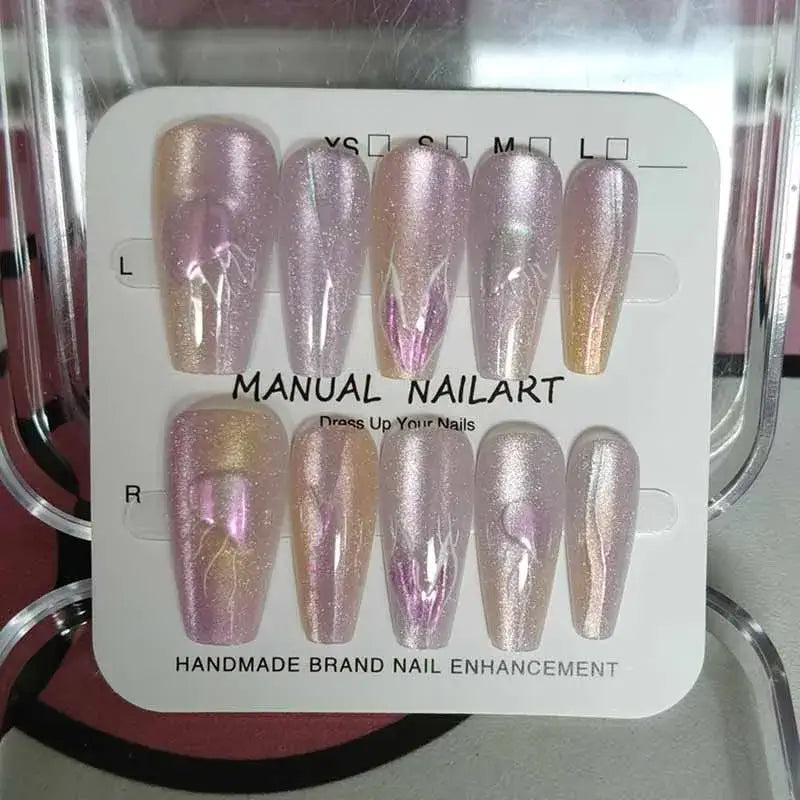 XS□ S□ M□ L□
L
MANUAL NAILART
Dress Up Your Nails
R
HANDMADE BRAND NAIL ENHANCEMENT